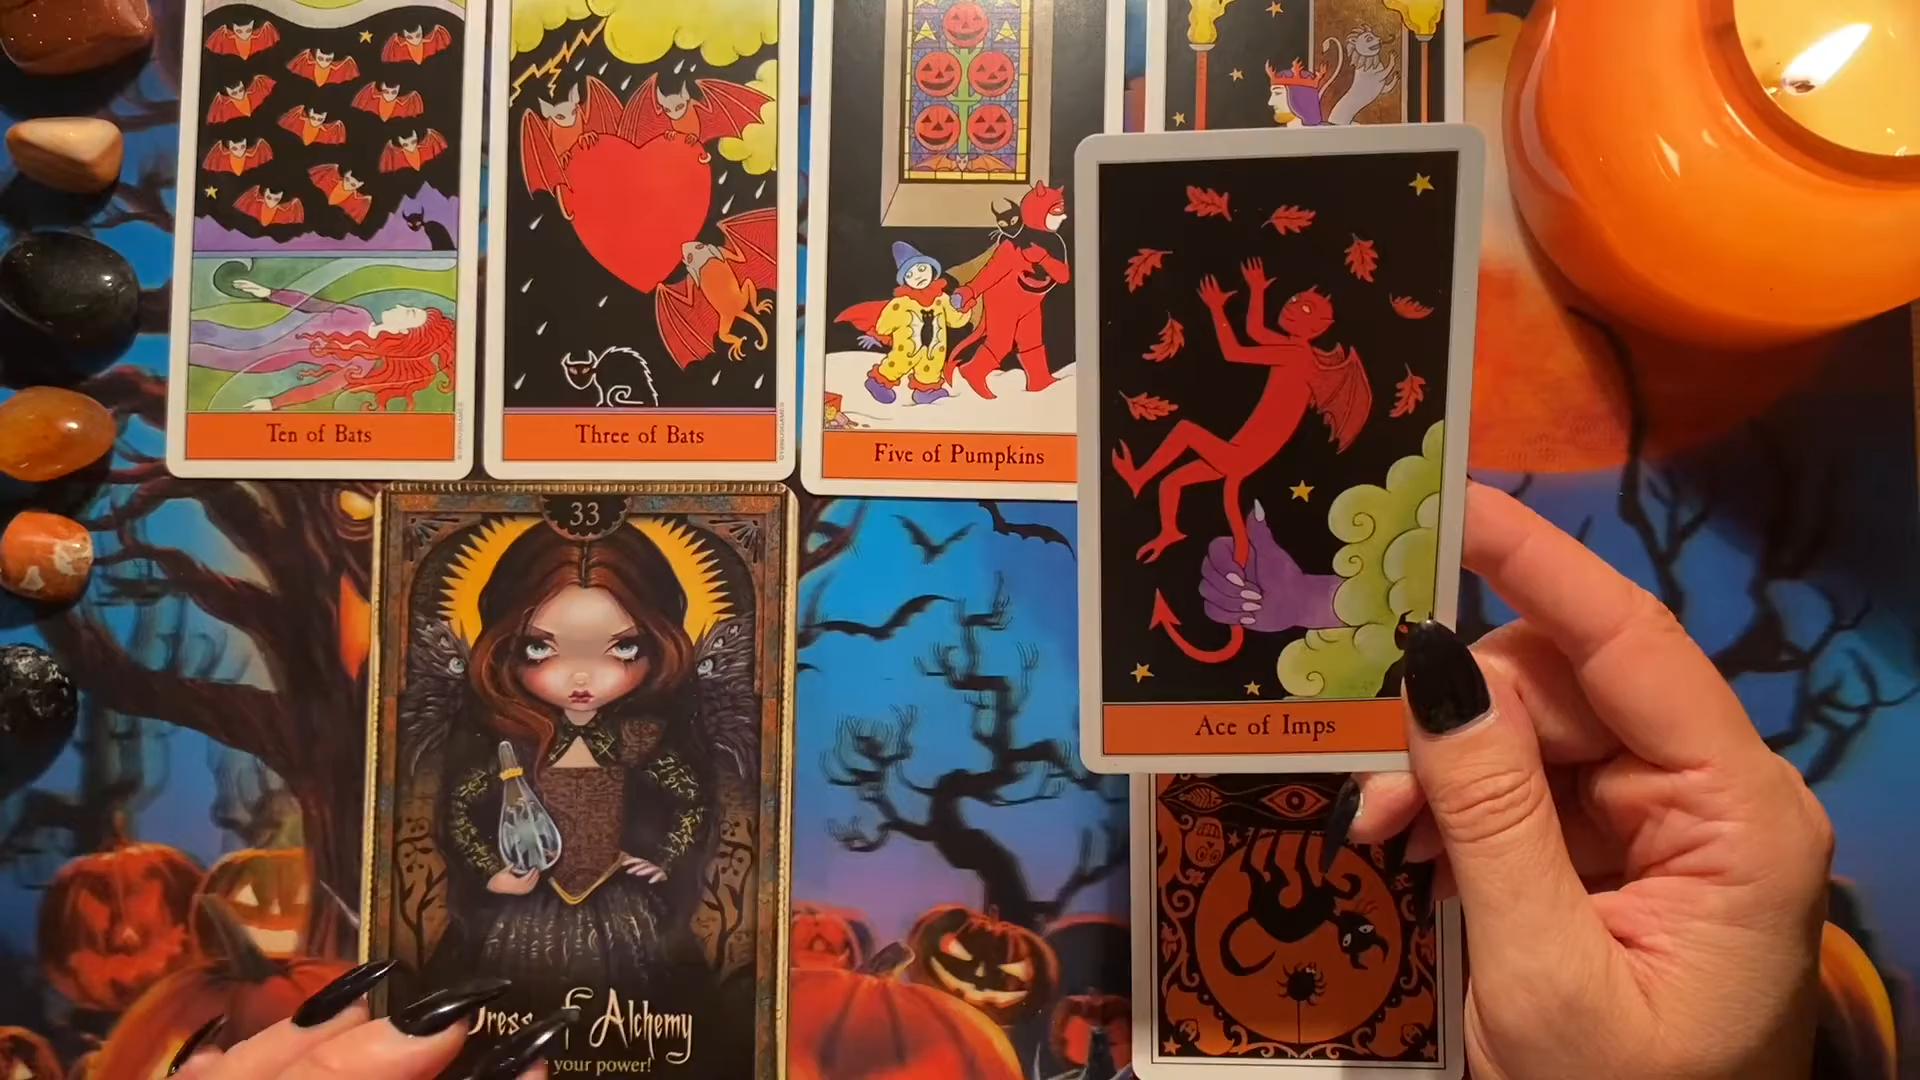 Ten of Bats
Three of Bats
Five of Pumpkins
Ace of Imps
33
Alchemy
your power!